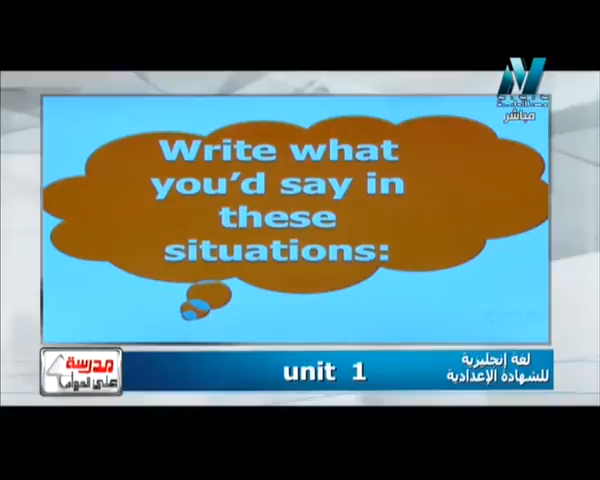 مباشر
Write what
you'd say in
these
situations:
مدرسة
على الهواء
unit 1
لغة إنجليزية
للشهادة الإعدادية